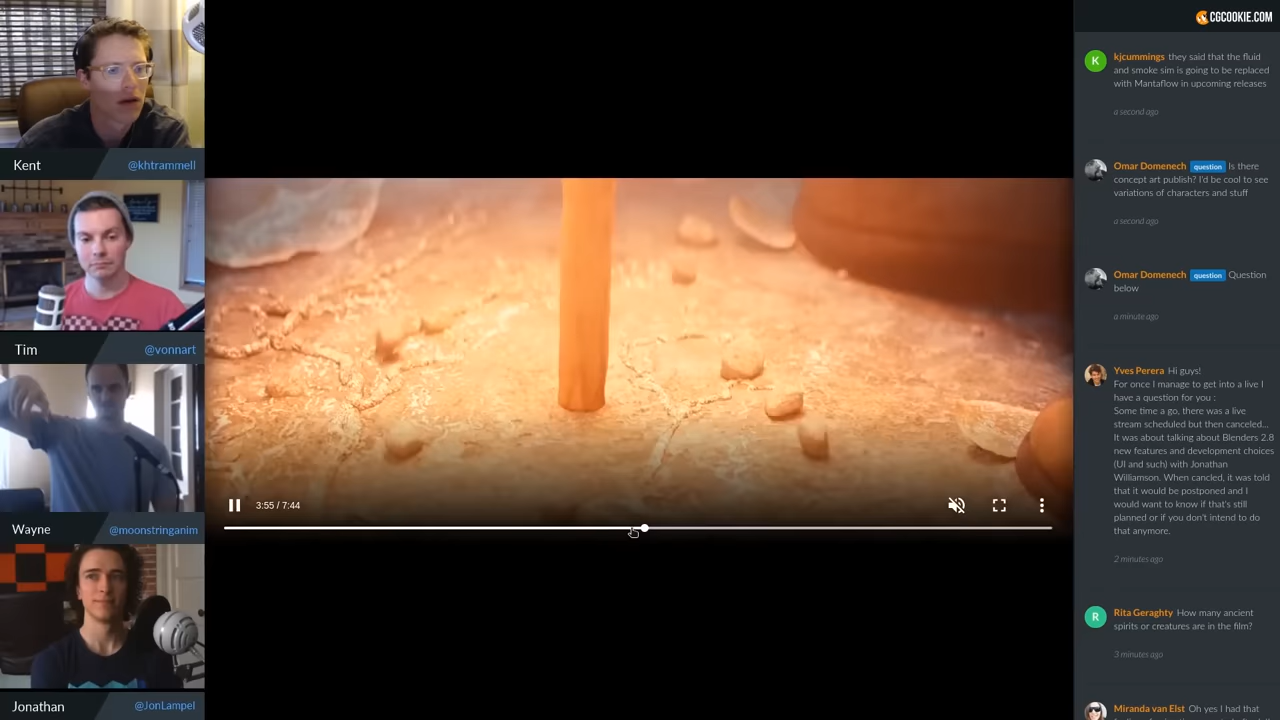 Kent
@khtrammell
Tim
@vonnart
Wayne
@moonstringanim
Jonathan
@JonLampel
3:55 / 7:44
CGCOOKIE.COM
K
kjcummings they said that the fluid
and smoke sim is going to be replaced
with Mantaflow in upcoming releases
a second ago
Omar Domenech question Is there
concept art publish? I'd be cool to see
variations of characters and stuff
a second ago
Omar Domenech question Question
below
a minute ago
Yves Perera Hi guys!
For once I manage to get into a live I
have a question for you :
Some time a go, there was a live
stream scheduled but then canceled...
It was about talking about Blenders 2.8
new features and development choices
(UI and such) with Jonathan
Williamson. When cancled, it was told
that it would be postponed and I
would want to know if that's still
planned or if you don't intend to do
that anymore.
2 minutes ago
R
Rita Geraghty How many ancient
spirits or creatures are in the film?
3 minutes ago
Miranda van Elst Oh yes I had that